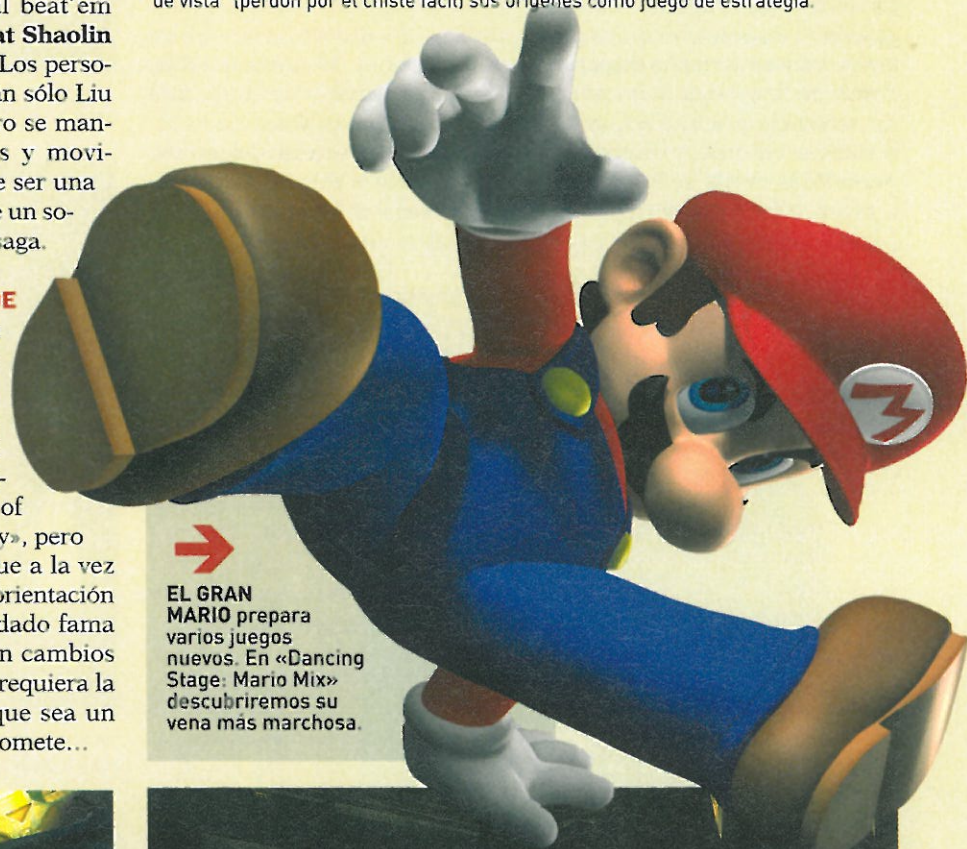 de vista" (perdón por el chiste fácil) sus orígenes como juego de estrategia.
al beat'em
at Shaolin
Los perso-
an sólo Liu
ro se man-
s y movi-
e ser una
e un so-
saga.
E
-
of
y», pero
ue a la vez
orientación
dado fama
n cambios
requiera la
que sea un
omete...
EL GRAN
MARIO prepara
varios juegos
nuevos. En «Dancing
Stage: Mario Mix»
descubriremos su
vena más marchosa.
M